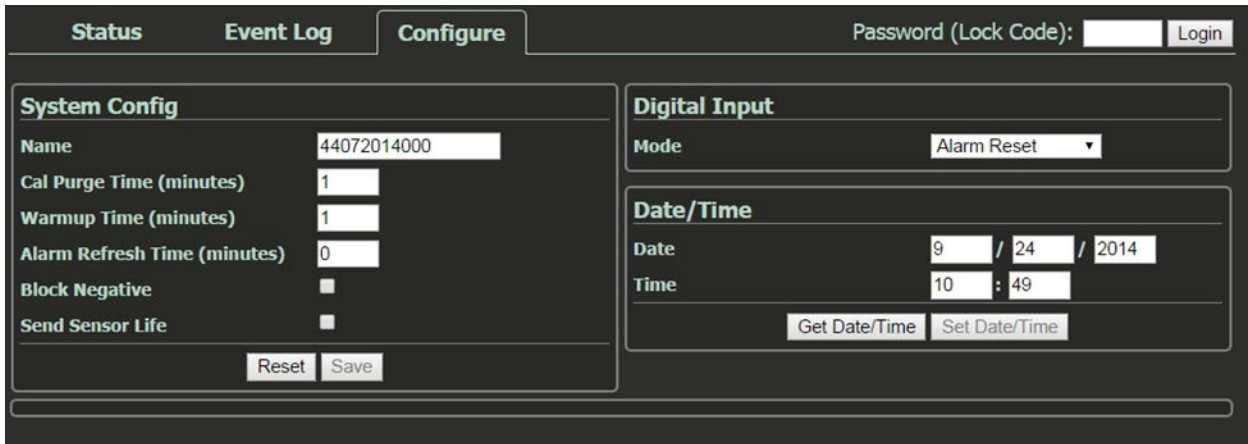 Status Event Log Configure Password (Lock Code): Login
System Config
Name 44072014000
Cal Purge Time (minutes) 1
Warmup Time (minutes) 1
Alarm Refresh Time (minutes) 0
Block Negative
Send Sensor Life
Reset Save
Digital Input
Mode Alarm Reset
Date/Time
Date 9 / 24 / 2014
Time 10 : 49
Get Date/Time Set Date/Time